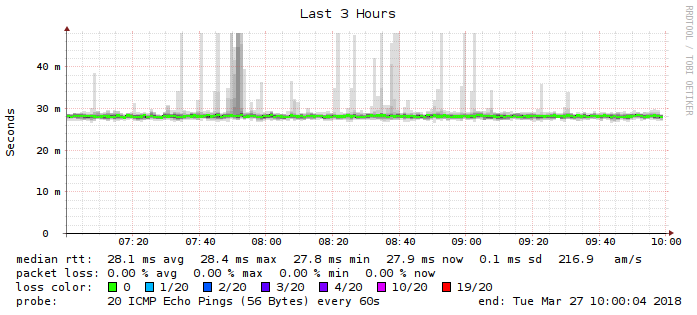 Last 3 Hours
RRDTOOL / TOBI OETIKER
Seconds
40 m
30 m
20 m
10 m
0
07:20 07:40 08:00 08:20 08:40 09:00 09:20 09:40 10:00
median rtt: 28.1 ms avg 28.4 ms max 27.8 ms min 27.9 ms now 0.1 ms sd 216.9 am/s
packet loss: 0.00 % avg 0.00 % max 0.00 % min 0.00 % now
loss color: 0 1/20 2/20 3/20 4/20 10/20 19/20
probe: 20 ICMP Echo Pings (56 Bytes) every 60s end: Tue Mar 27 10:00:04 2018